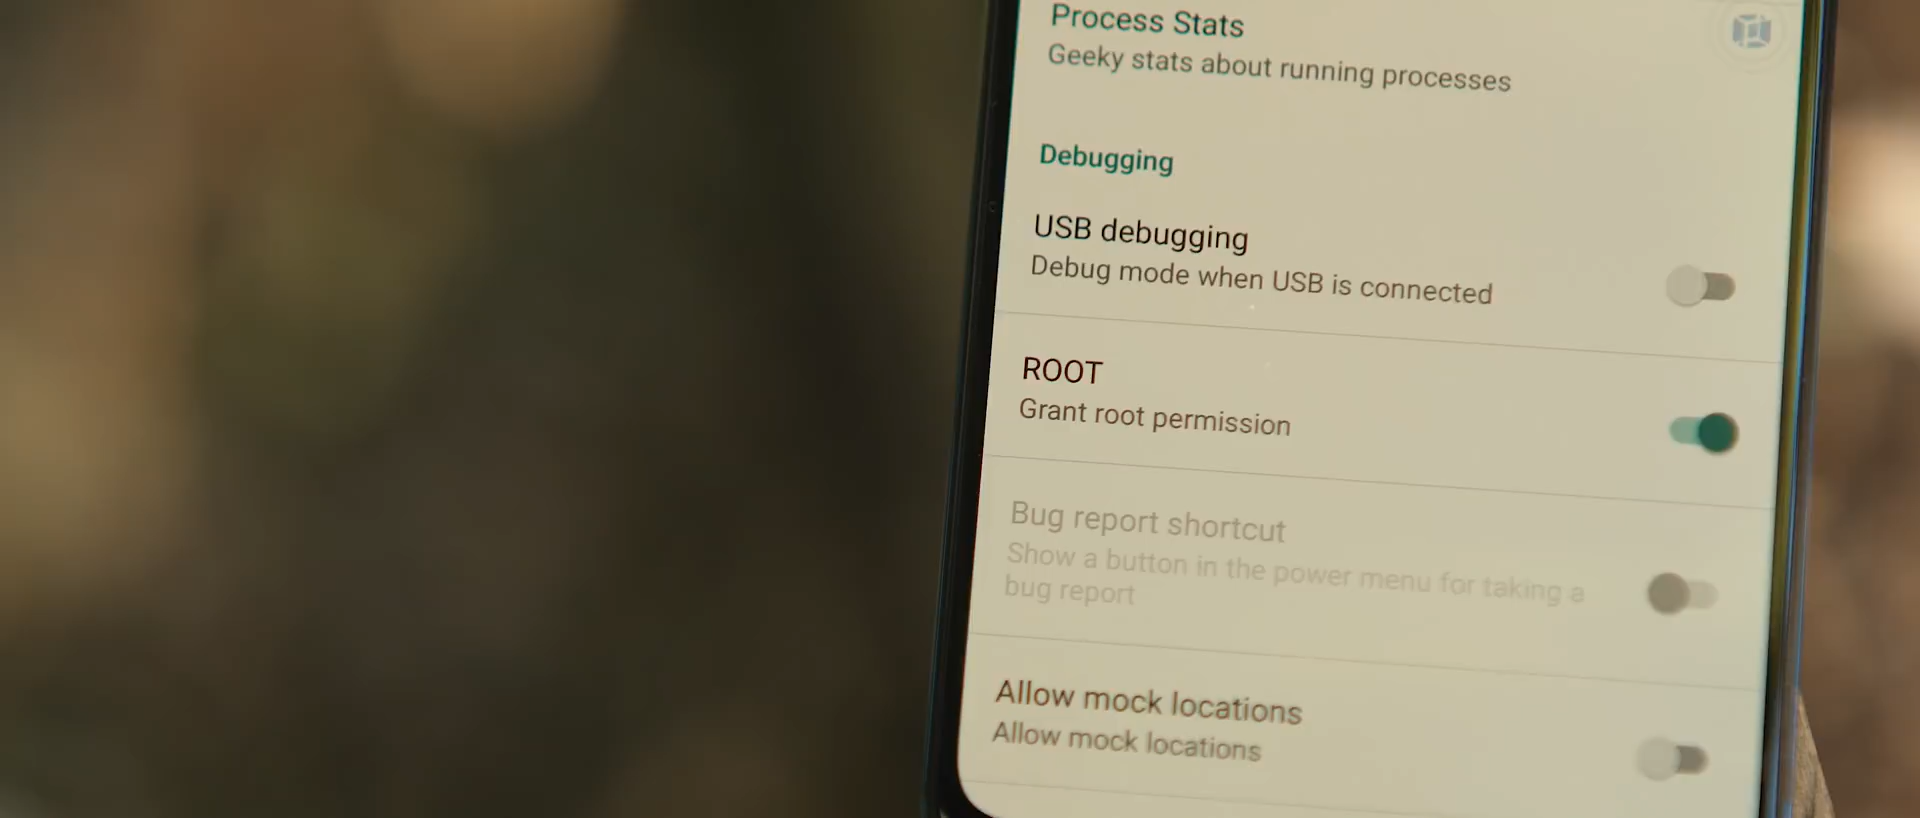 Process Stats
Geeky stats about running processes
Debugging
USB debugging
Debug mode when USB is connected
ROOT
Grant root permission
Bug report shortcut
Show a button in the power menu for taking a
bug report
Allow mock locations
Allow mock locations